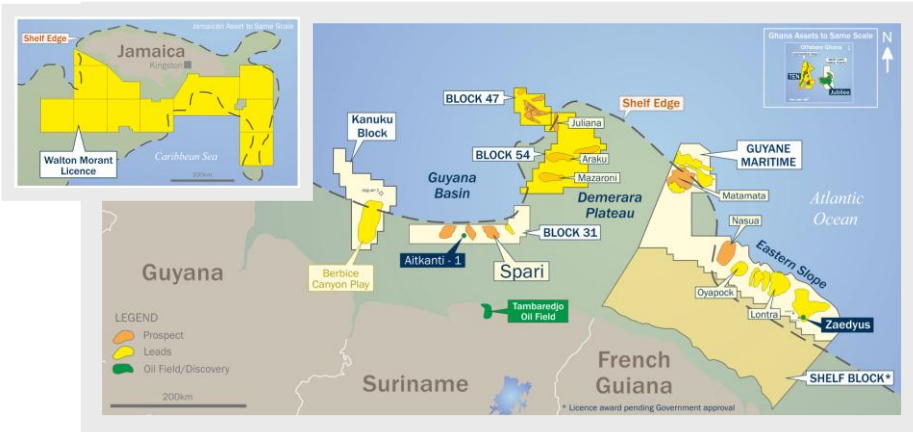 Jamaican Asset to Same Scale
Shelf Edge
Jamaica
Kingston
Walton Morant
Licence
Caribbean Sea
200km
Ghana Assets to Same Scale
Offshore Ghana
TEN
Jubilee
N
BLOCK 47
Shelf Edge
Juliana
Kanuku
Block
BLOCK 54
Araku
GUYANE
MARITIME
Guyana
Basin
Mazaroni
Matamata
Demerara
Plateau
Atlantic
Ocean
Nasua
BLOCK 31
Aitkanti - 1
Spari
Eastern Slope
Guyana
Berbice
Canyon Play
Oyapock
Lontra
Tambaredjo
Oil Field
Zaedyus
LEGEND
Prospect
Leads
Oil Field/Discovery
French
Guiana
Suriname
SHELF BLOCK*
200km
* Licence award pending Government approval